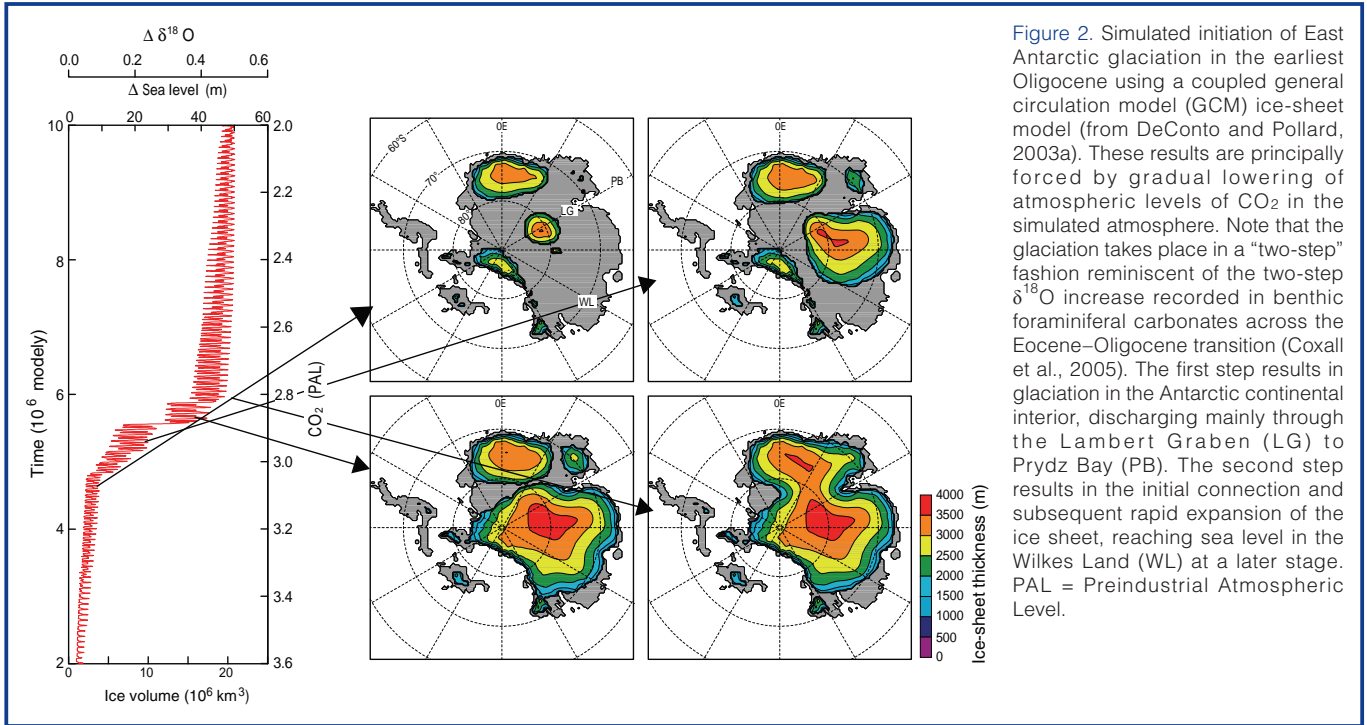 Δ δ18 O
0.0 0.2 0.4 0.6
Δ Sea level (m)
0 20 40 60
10
8
6
4
2
Time (10⁶ modely)
2.0
2.2
2.4
2.6
2.8
3.0
3.2
3.4
3.6
CO₂ (PAL)
0 10 20
Ice volume (10⁶ km³)
0E
60°S
70°
80°
PB
LG
WL
0E
0E
0E
4000
3500
3000
2500
2000
1500
1000
500
0
Ice-sheet thickness (m)
Figure 2. Simulated initiation of East
Antarctic glaciation in the earliest
Oligocene using a coupled general
circulation model (GCM) ice-sheet
model (from DeConto and Pollard,
2003a). These results are principally
forced by gradual lowering of
atmospheric levels of CO₂ in the
simulated atmosphere. Note that the
glaciation takes place in a “two-step”
fashion reminiscent of the two-step
δ¹⁸O increase recorded in benthic
foraminiferal carbonates across the
Eocene–Oligocene transition (Coxall
et al., 2005). The first step results in
glaciation in the Antarctic continental
interior, discharging mainly through
the Lambert Graben (LG) to
Prydz Bay (PB). The second step
results in the initial connection and
subsequent rapid expansion of the
ice sheet, reaching sea level in the
Wilkes Land (WL) at a later stage.
PAL = Preindustrial Atmospheric
Level.